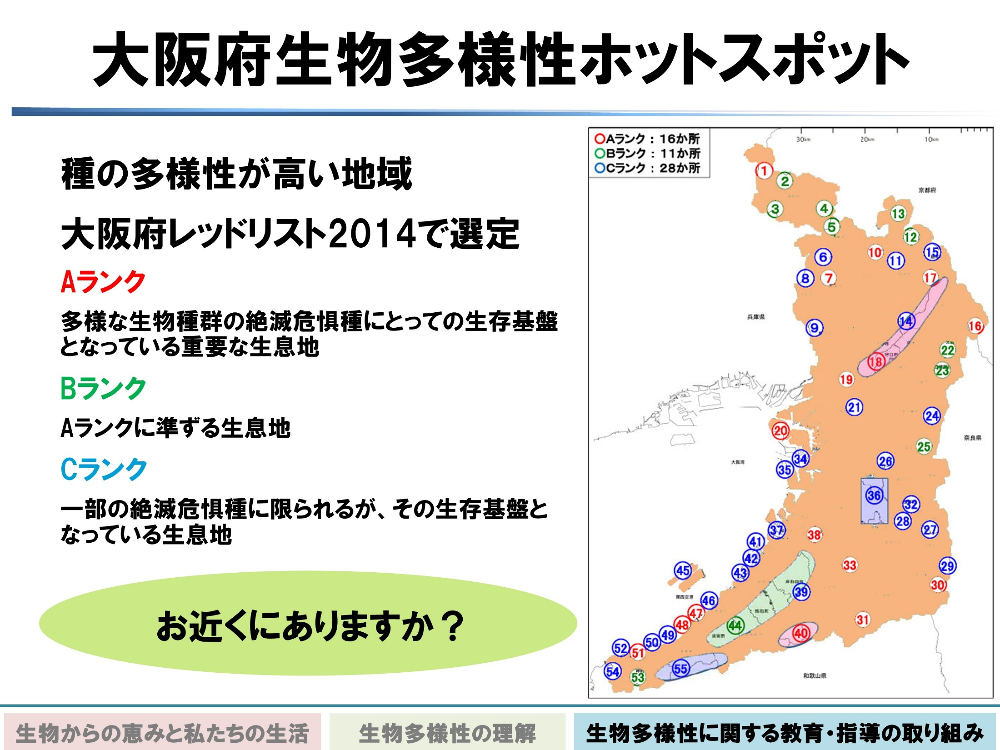 大阪府生物多様性ホットスポット
種の多様性が高い地域
大阪府レッドリスト2014で選定
Aランク
多様な生物種群の絶滅危惧種にとっての生存基盤
となっている重要な生息地
Bランク
Aランクに準ずる生息地
Cランク
一部の絶滅危惧種に限られるが、その生存基盤と
なっている生息地
お近くにありますか？
○Aランク：16か所
○Bランク：11か所
○Cランク：28か所
30km
20km
10km
京都府
兵庫県
大阪湾
奈良県
関西空港
和歌山県
守口市
岸和田市
熊取町
1
2
3
4
5
13
12
10
11
15
6
8
7
17
14
9
16
22
18
23
19
21
24
20
25
34
35
26
36
32
28
27
37
38
41
42
43
33
29
45
30
39
46
47
48
44
31
40
49
50
52
51
55
54
53
生物からの恵みと私たちの生活
生物多様性の理解
生物多様性に関する教育・指導の取り組み